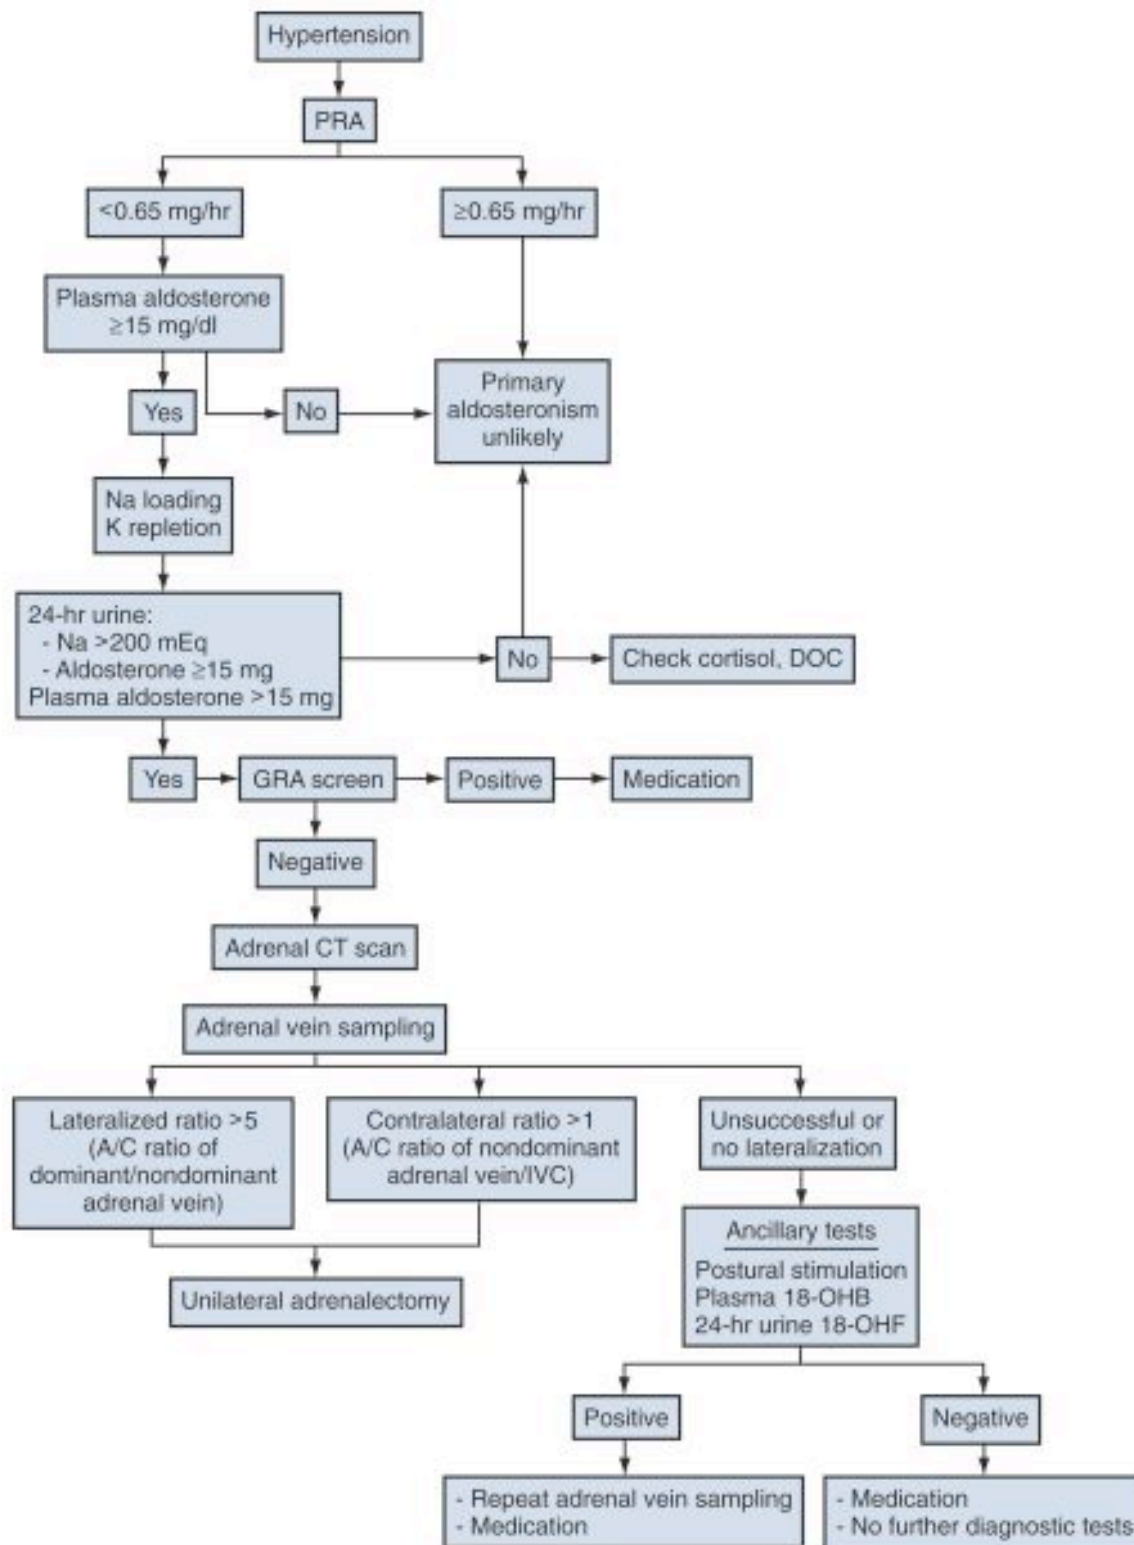 Hypertension
PRA
<0.65 mg/hr
≥0.65 mg/hr
Plasma aldosterone
≥15 mg/dl
Primary
aldosteronism
unlikely
Yes
No
Na loading
K repletion
24-hr urine:
- Na >200 mEq
- Aldosterone ≥15 mg
Plasma aldosterone >15 mg
No
Check cortisol, DOC
Yes
GRA screen
Positive
Medication
Negative
Adrenal CT scan
Adrenal vein sampling
Lateralized ratio >5
(A/C ratio of
dominant/nondominant
adrenal vein)
Contralateral ratio >1
(A/C ratio of nondominant
adrenal vein/IVC)
Unsuccessful or
no lateralization
Unilateral adrenalectomy
Ancillary tests
Postural stimulation
Plasma 18-OHB
24-hr urine 18-OHF
Positive
Negative
- Repeat adrenal vein sampling
- Medication
- Medication
- No further diagnostic tests